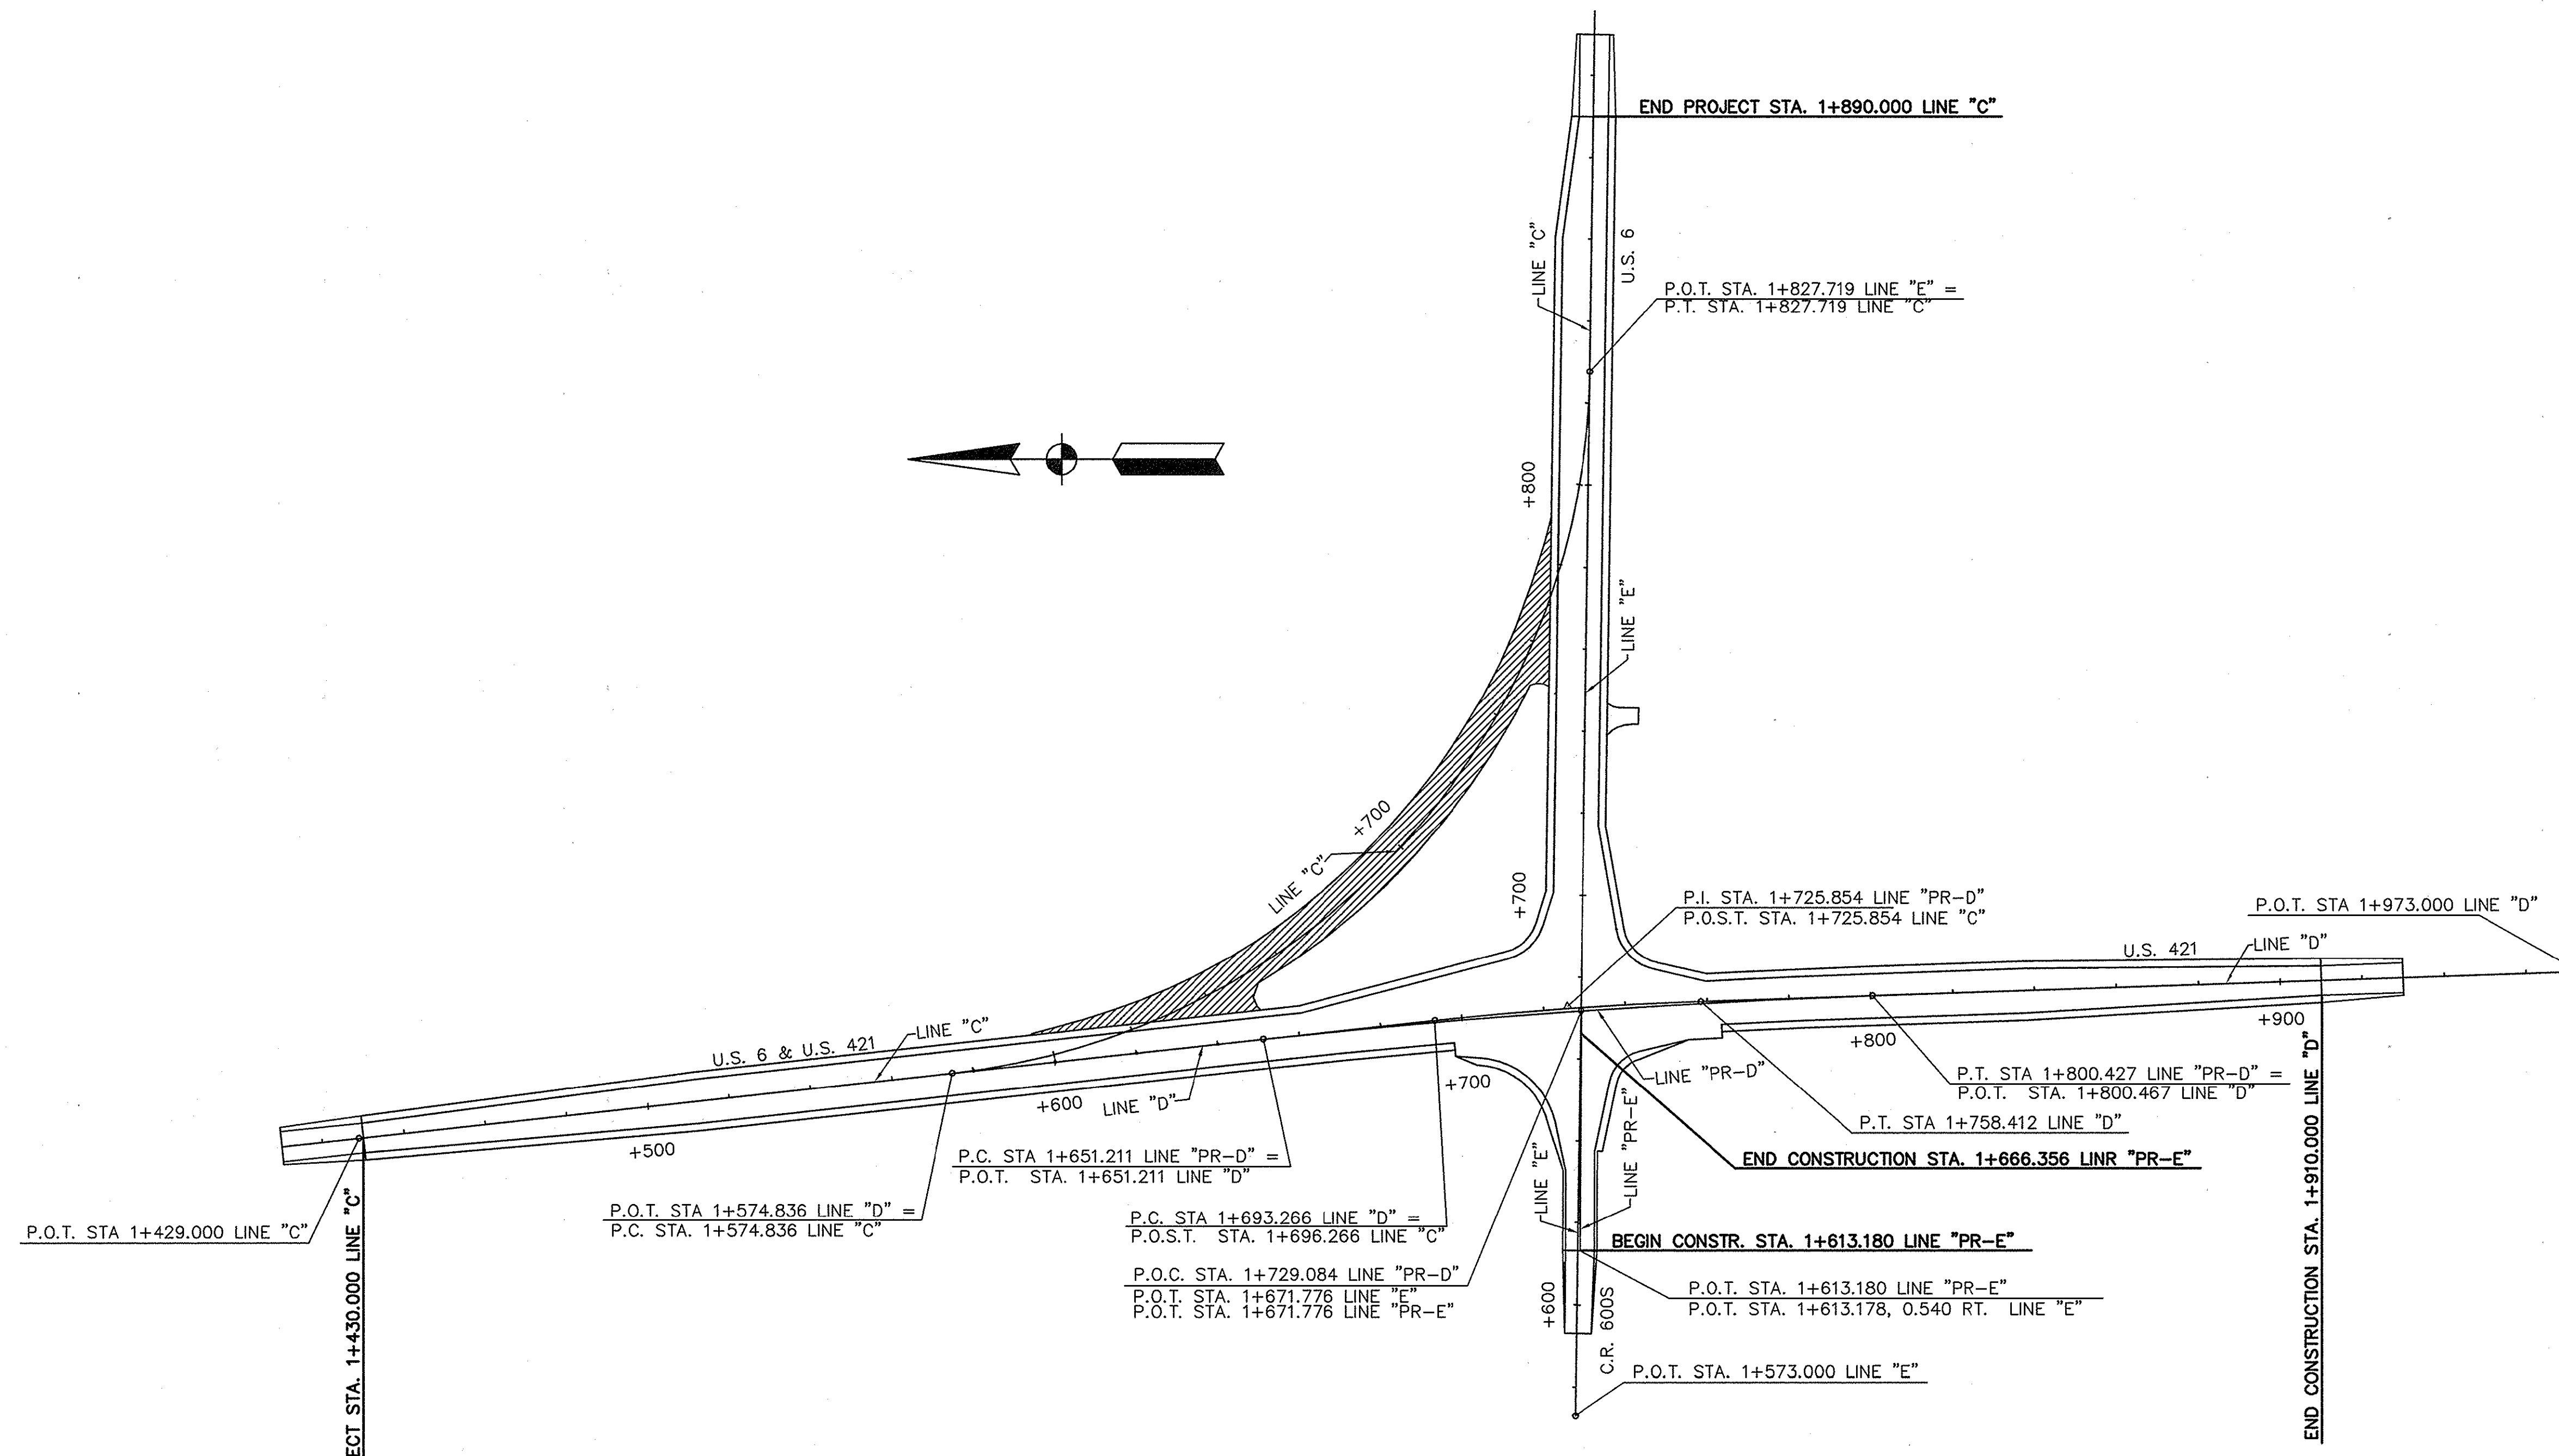 END PROJECT STA. 1+890.000 LINE "C"
LINE "C"
U.S. 6
P.O.T. STA. 1+827.719 LINE "E" =
P.T. STA. 1+827.719 LINE "C"
+800
LINE "E"
+700
LINE "C"
+700
P.I. STA. 1+725.854 LINE "PR-D"
P.O.S.T. STA. 1+725.854 LINE "C"
P.O.T. STA 1+973.000 LINE "D"
U.S. 421
LINE "D"
U.S. 6 & U.S. 421
LINE "C"
+500
+600
LINE "D"
+700
LINE "PR-D"
+800
+900
P.T. STA 1+800.427 LINE "PR-D" =
P.O.T. STA 1+800.467 LINE "D"
P.T. STA 1+758.412 LINE "D"
END CONSTRUCTION STA. 1+666.356 LINR "PR-E"
P.C. STA 1+651.211 LINE "PR-D" =
P.O.T. STA. 1+651.211 LINE "D"
P.O.T. STA 1+574.836 LINE "D" =
P.C. STA. 1+574.836 LINE "C"
P.O.T. STA 1+429.000 LINE "C"
ECT STA. 1+430.000 LINE "C"
P.C. STA 1+693.266 LINE "D" =
P.O.S.T. STA. 1+696.266 LINE "C"
P.O.C. STA. 1+729.084 LINE "PR-D"
P.O.T. STA. 1+671.776 LINE "E"
P.O.T. STA. 1+671.776 LINE "PR-E"
LINE "E"
LINE "PR-E"
BEGIN CONSTR. STA. 1+613.180 LINE "PR-E"
P.O.T. STA. 1+613.180 LINE "PR-E"
P.O.T. STA. 1+613.178, 0.540 RT. LINE "E"
+600
C.R. 600S
P.O.T. STA. 1+573.000 LINE "E"
END CONSTRUCTION STA. 1+910.000 LINE "D"